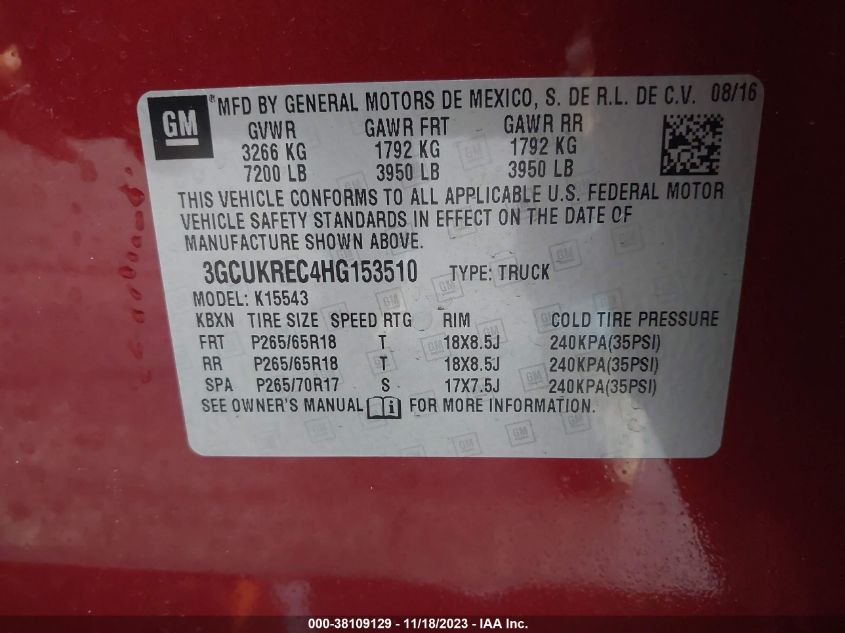 GM ® MFD BY GENERAL MOTORS DE MEXICO, S. DE R.L. DE C.V. 08/16
GVWR GAWR FRT GAWR RR
3266 KG 1792 KG 1792 KG
7200 LB 3950 LB 3950 LB
THIS VEHICLE CONFORMS TO ALL APPLICABLE U.S. FEDERAL MOTOR
VEHICLE SAFETY STANDARDS IN EFFECT ON THE DATE OF
MANUFACTURE SHOWN ABOVE.
3GCUKREC4HG153510 TYPE: TRUCK
MODEL: K15543
KBXN TIRE SIZE SPEED RTG RIM COLD TIRE PRESSURE
FRT P265/65R18 T 18X8.5J 240KPA(35PSI)
RR P265/65R18 T 18X8.5J 240KPA(35PSI)
SPA P265/70R17 S 17X7.5J 240KPA(35PSI)
SEE OWNER'S MANUAL i FOR MORE INFORMATION.
000-38109129 - 11/18/2023 - IAA Inc.